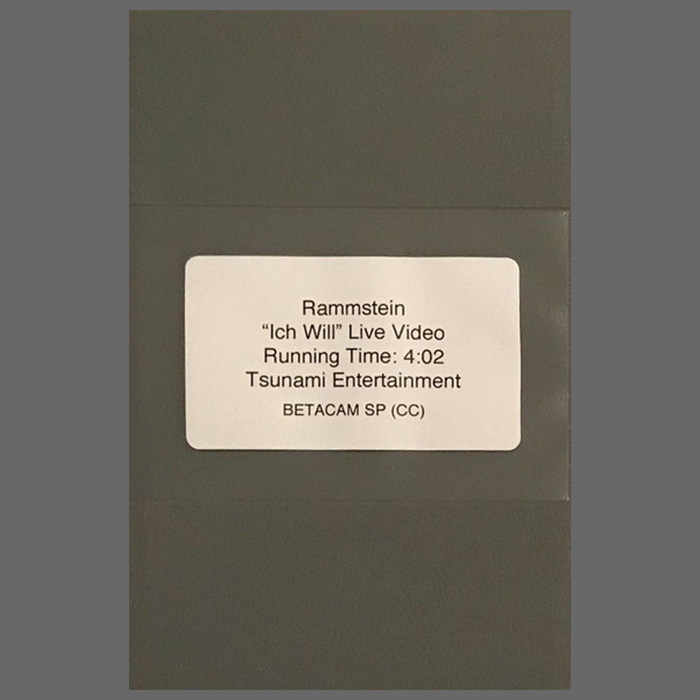 Rammstein
“Ich Will” Live Video
Running Time: 4:02
Tsunami Entertainment
BETACAM SP (CC)